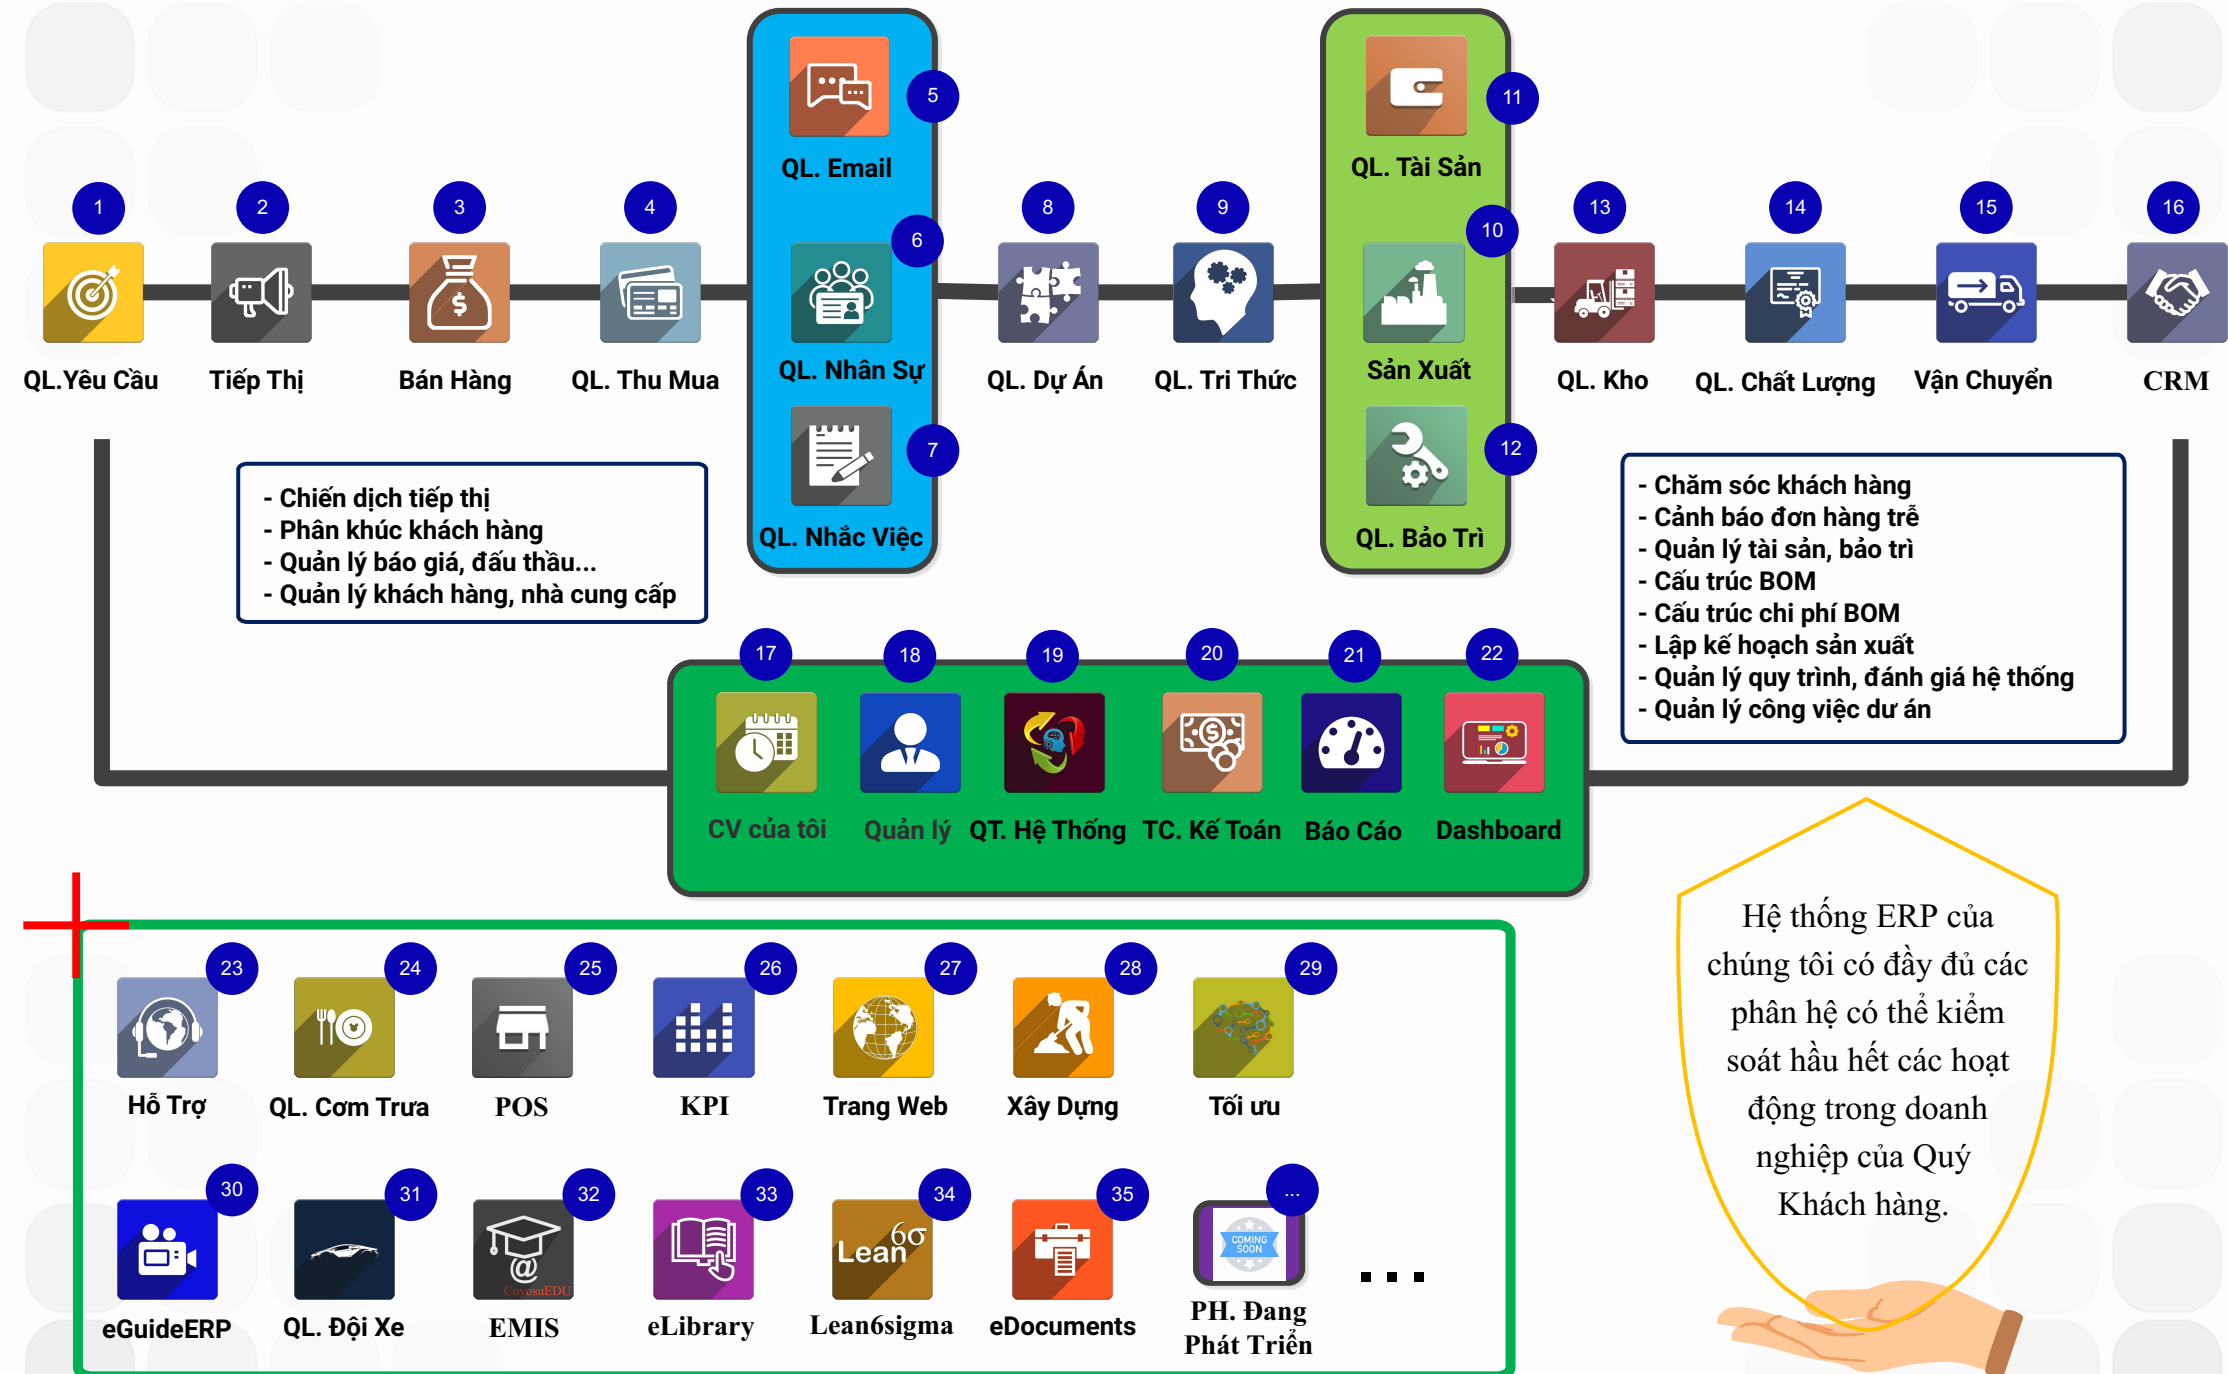 5
QL. Email
6
QL. Nhân Sự
7
QL. Nhắc Việc
11
QL. Tài Sản
10
Sản Xuất
12
QL. Bảo Trì
1
QL.Yêu Cầu
2
Tiếp Thị
3
Bán Hàng
4
QL. Thu Mua
8
QL. Dự Án
9
QL. Tri Thức
13
QL. Kho
14
QL. Chất Lượng
15
Vận Chuyển
16
CRM
- Chiến dịch tiếp thị
- Phân khúc khách hàng
- Quản lý báo giá, đấu thầu...
- Quản lý khách hàng, nhà cung cấp
- Chăm sóc khách hàng
- Cảnh báo đơn hàng trễ
- Quản lý tài sản, bảo trì
- Cấu trúc BOM
- Cấu trúc chi phí BOM
- Lập kế hoạch sản xuất
- Quản lý quy trình, đánh giá hệ thống
- Quản lý công việc dư án
17
CV của tôi
18
Quản lý
19
QT. Hệ Thống
20
TC. Kế Toán
21
Báo Cáo
22
Dashboard
23
Hỗ Trợ
24
QL. Cơm Trưa
25
POS
26
KPI
27
Trang Web
28
Xây Dựng
29
Tối ưu
30
eGuideERP
31
QL. Đội Xe
32
@
CoyosuEDU
EMIS
33
eLibrary
34
6σ
Lean
Lean6sigma
35
eDocuments
...
COMING
SOON
PH. Đang
Phát Triển
...
Hệ thống ERP của
chúng tôi có đầy đủ các
phân hệ có thể kiểm
soát hầu hết các hoạt
động trong doanh
nghiệp của Quý
Khách hàng.